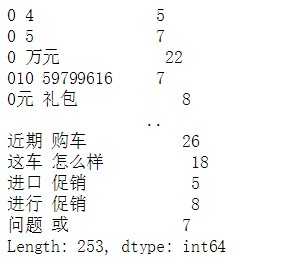 0 4 5
0 5 7
0 万元 22
010 59799616 7
0元 礼包 8
..
近期 购车 26
这车 怎么样 18
进口 促销 5
进行 促销 8
问题 或 7
Length: 253, dtype: int64